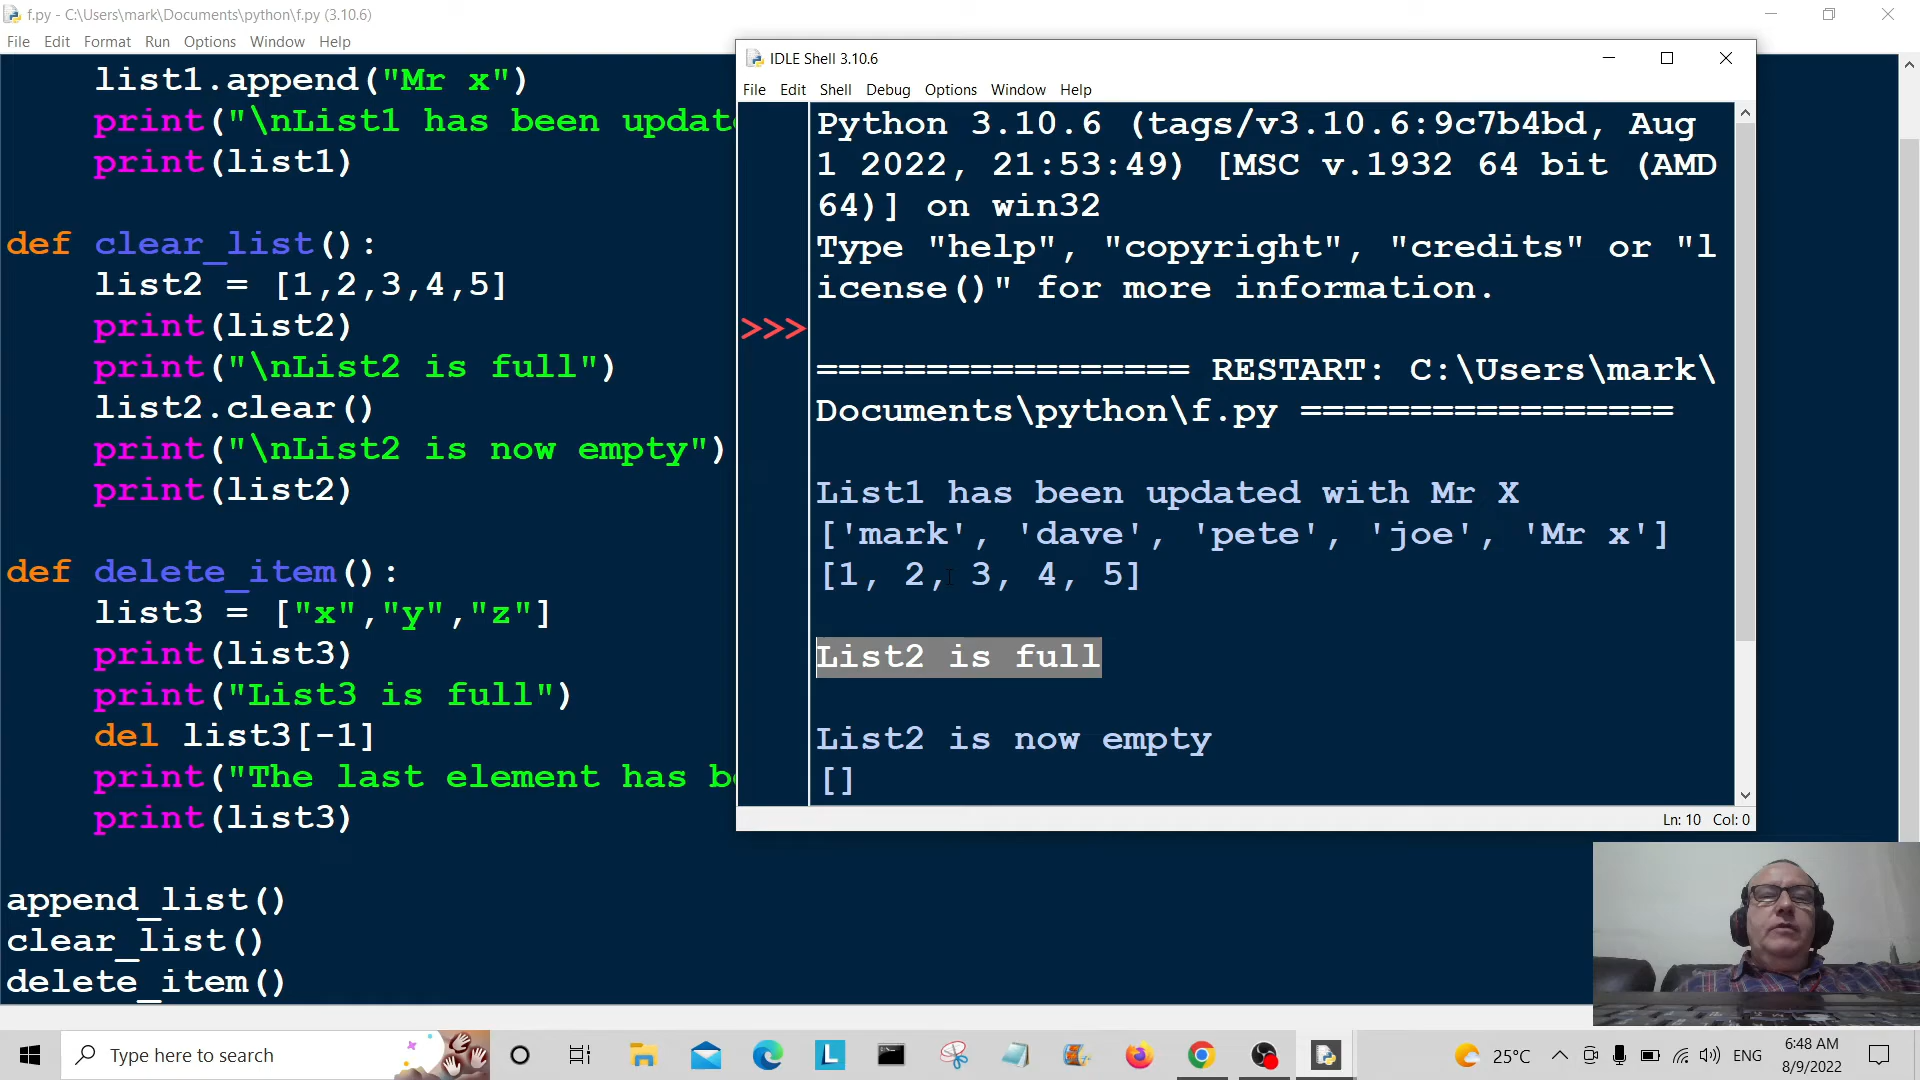 f.py - C:\Users\mark\Documents\python\f.py (3.10.6)
File Edit Format Run Options Window Help
list1.append("Mr x")
print("\nList1 has been updat
print(list1)
def clear_list():
list2 = [1,2,3,4,5]
print(list2)
print("\nList2 is full")
list2.clear()
print("\nList2 is now empty")
print(list2)
def delete_item():
list3 = ["x","y","z"]
print(list3)
print("List3 is full")
del list3[-1]
print("The last element has b
print(list3)
append_list()
clear_list()
delete_item()
IDLE Shell 3.10.6
File Edit Shell Debug Options Window Help
Python 3.10.6 (tags/v3.10.6:9c7b4bd, Aug
1 2022, 21:53:49) [MSC v.1932 64 bit (AMD
64)] on win32
Type "help", "copyright", "credits" or "l
icense()" for more information.
>>>
================= RESTART: C:\Users\mark\
Documents\python\f.py =================
List1 has been updated with Mr X
['mark', 'dave', 'pete', 'joe', 'Mr x']
[1, 2, 3, 4, 5]
List2 is full
List2 is now empty
[]
Ln: 10 Col: 0
Type here to search
25°C
ENG
6:48 AM
8/9/2022